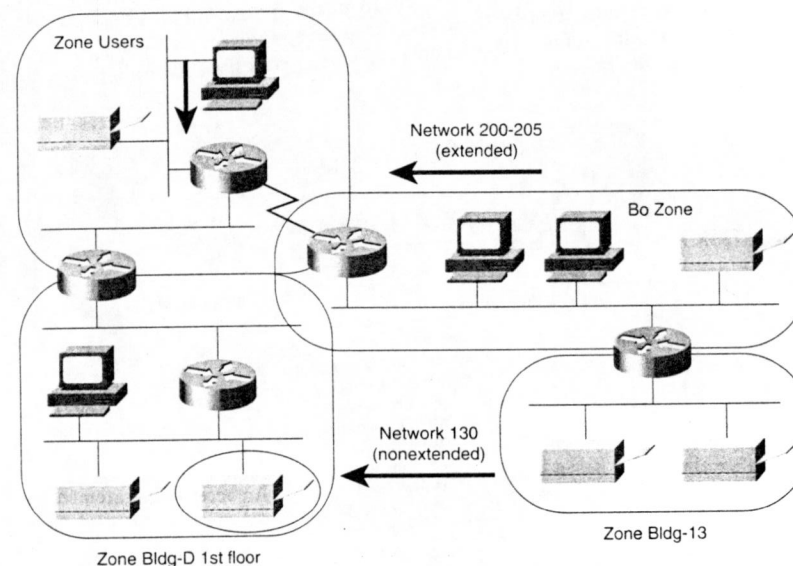 Zone Users
Network 200-205
(extended)
Bo Zone
Network 130
(nonextended)
Zone Bldg-13
Zone Bldg-D 1st floor